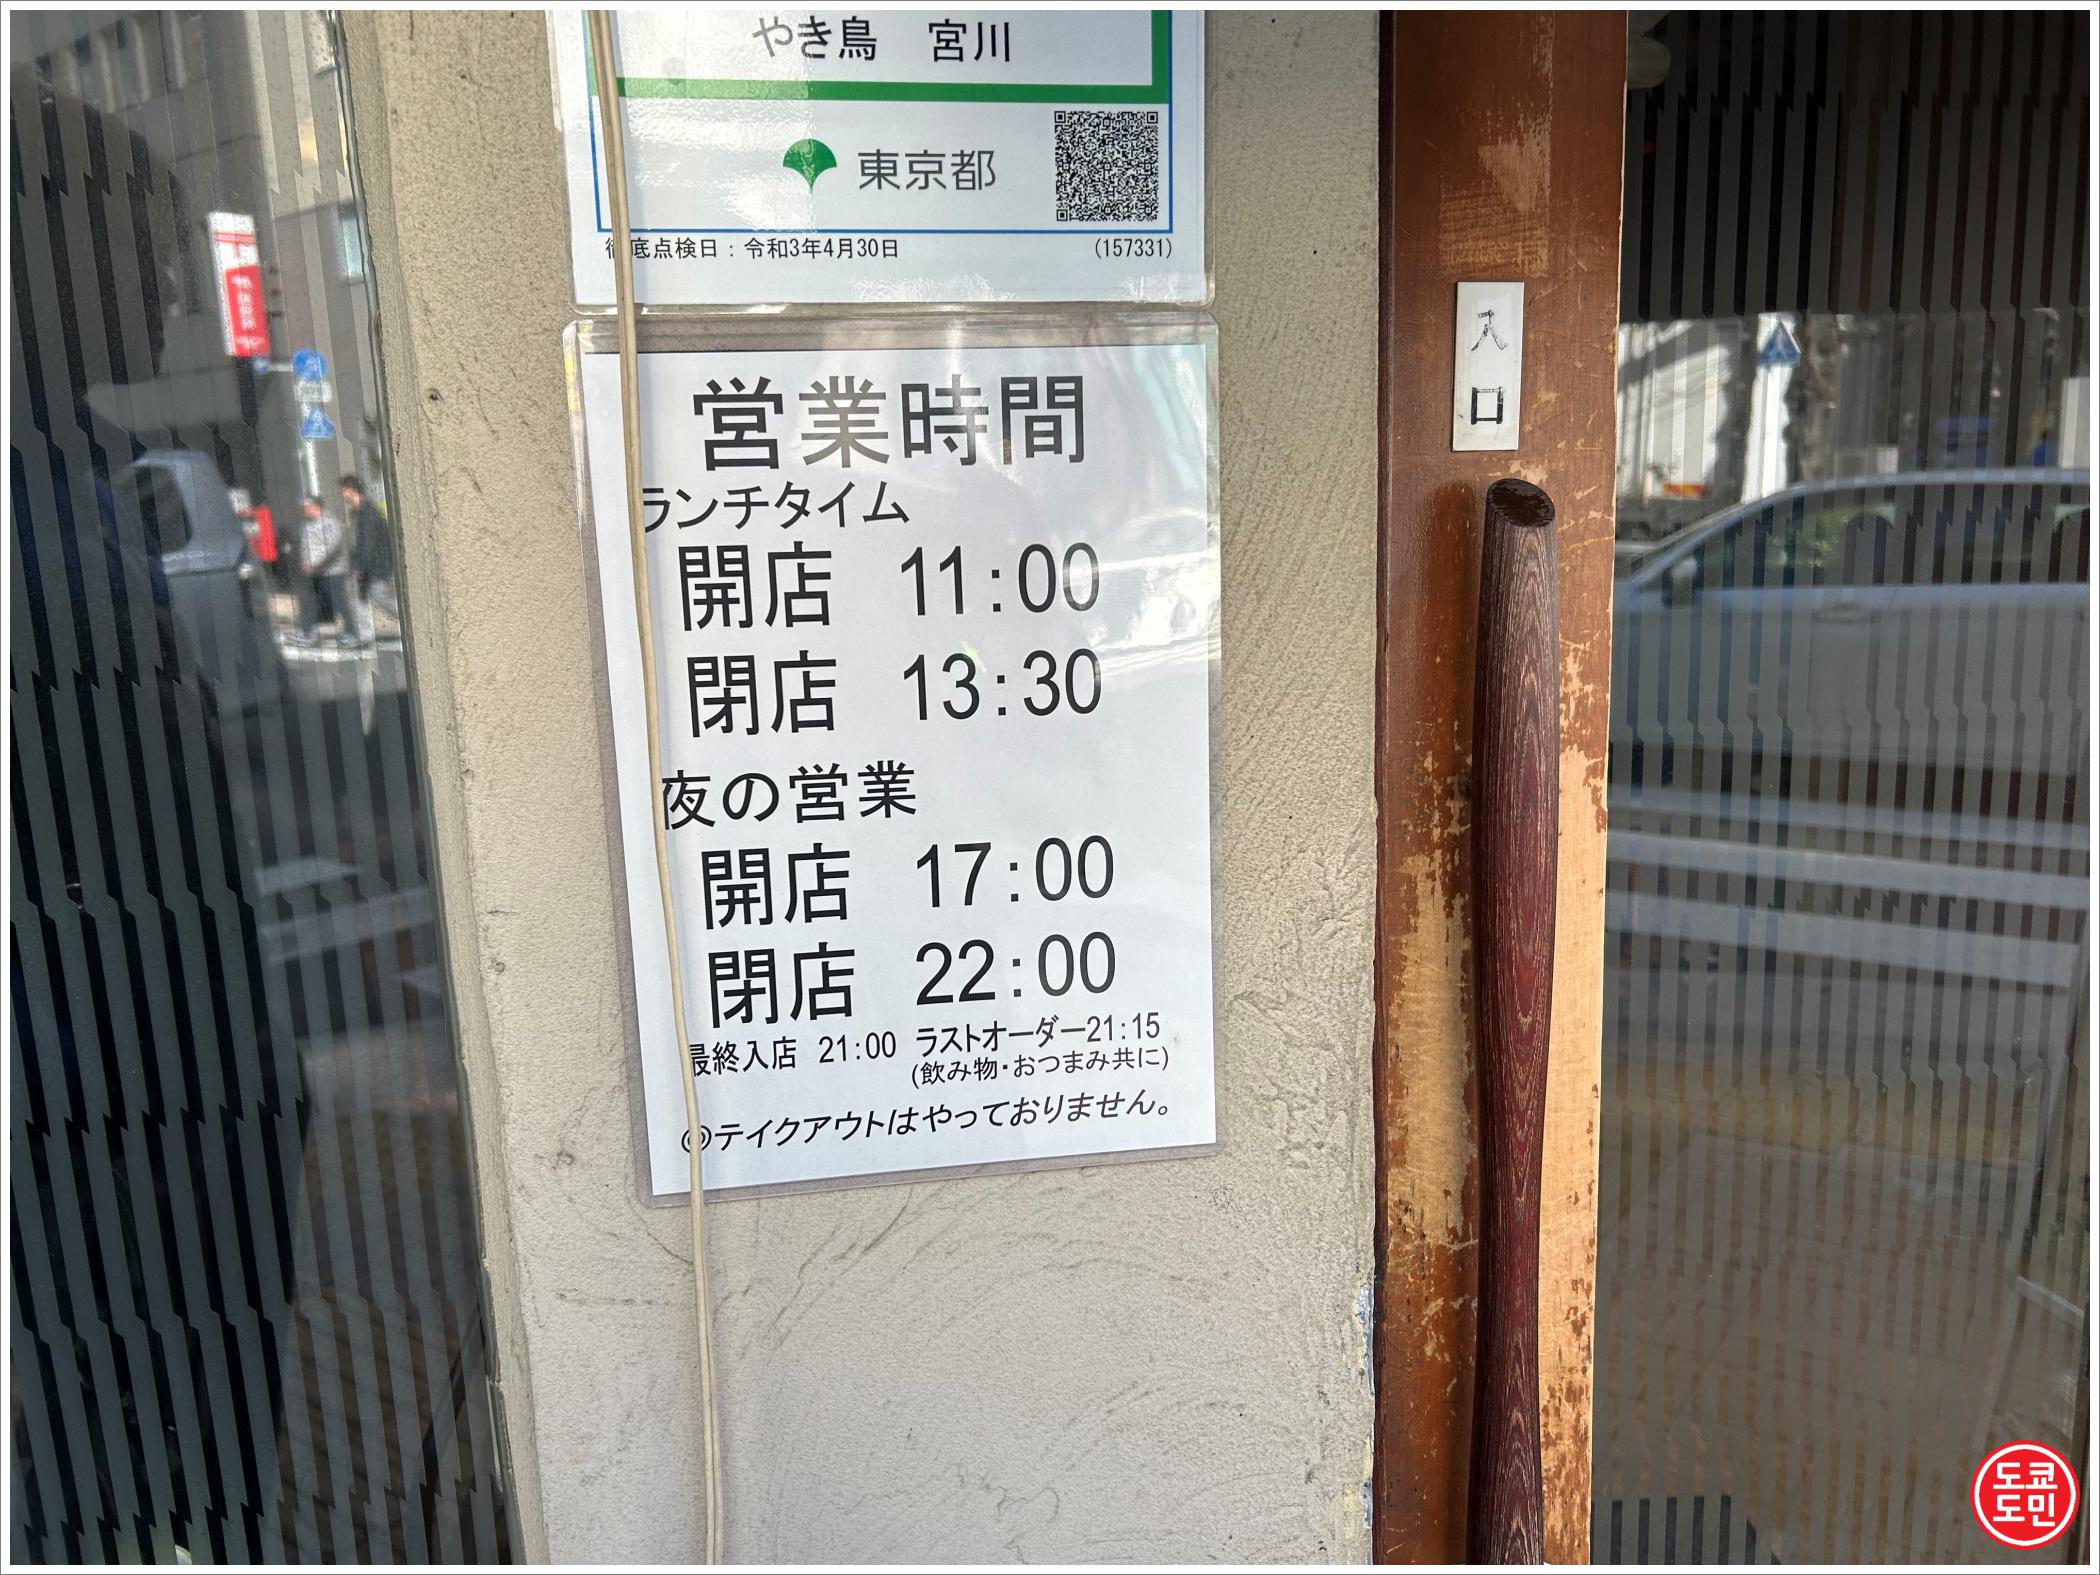 やき鳥 宮川
東京都
徹底点検日：令和3年4月30日 (157331)
営業時間
ランチタイム
開店 11:00
閉店 13:30
夜の営業
開店 17:00
閉店 22:00
最終入店 21:00 ラストオーダー21:15
(飲み物・おつまみ共に)
◎テイクアウトはやっておりません。
入口
도쿄
도민